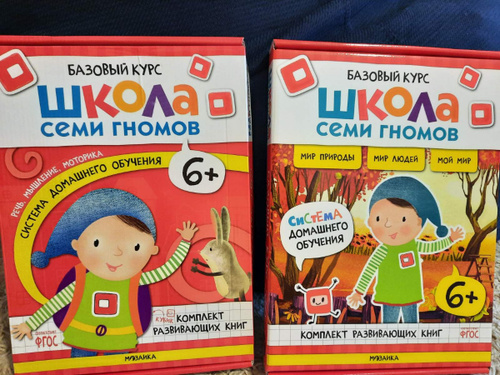 БАЗОВЫЙ КУРС
ШКОЛА
СЕМИ ГНОМОВ
6+
РЕЧЬ, МЫШЛЕНИЕ, МОТОРИКА
СИСТЕМА ДОМАШНЕГО ОБУЧЕНИЯ
ФГОС
КОМПЛЕКТ
РАЗВИВАЮЩИХ КНИГ
МОЗАИКА
БАЗОВЫЙ КУРС
ШКОЛА
СЕМИ ГНОМОВ
МИР ПРИРОДЫ
МИР ЛЮДЕЙ
МОЙ МИР
СИСТЕМА
ДОМАШНЕГО
ОБУЧЕНИЯ
6+
КОМПЛЕКТ РАЗВИВАЮЩИХ КНИГ
ФГОС
МОЗАИКА